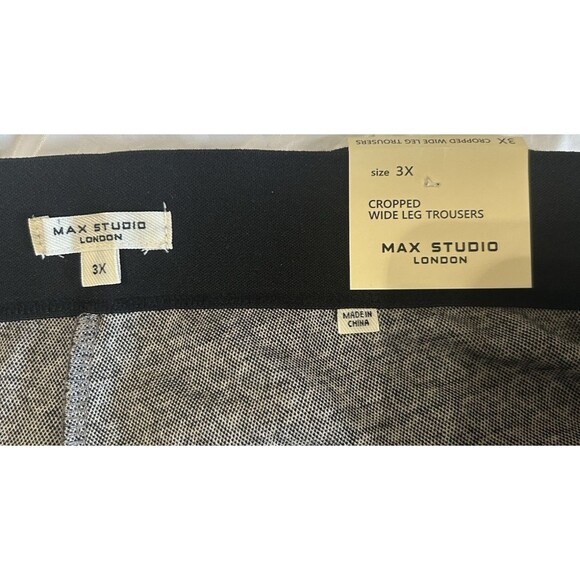 MAX STUDIO
LONDON
3X
3X CROPPED WIDE LEG TROUSERS
size 3X
CROPPED
WIDE LEG TROUSERS
MAX STUDIO
LONDON
MADE IN
CHINA